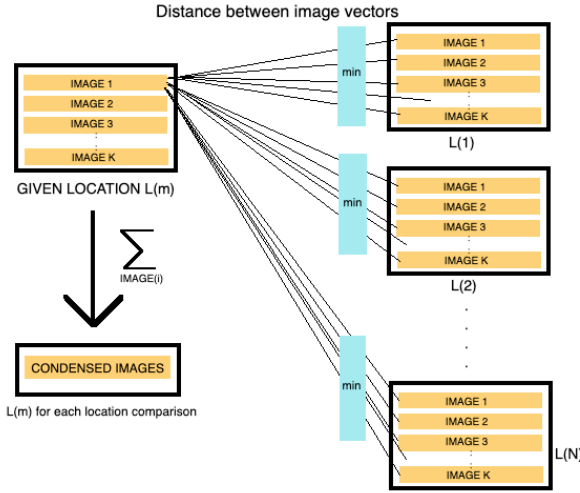 Distance between image vectors
IMAGE 1
IMAGE 2
IMAGE 3
IMAGE K
GIVEN LOCATION L(m)
∑
IMAGE(i)
CONDENSED IMAGES
L(m) for each location comparison
min
IMAGE 1
IMAGE 2
IMAGE 3
IMAGE K
L(1)
min
IMAGE 1
IMAGE 2
IMAGE 3
IMAGE K
L(2)
min
IMAGE 1
IMAGE 2
IMAGE 3
IMAGE K
L(N)